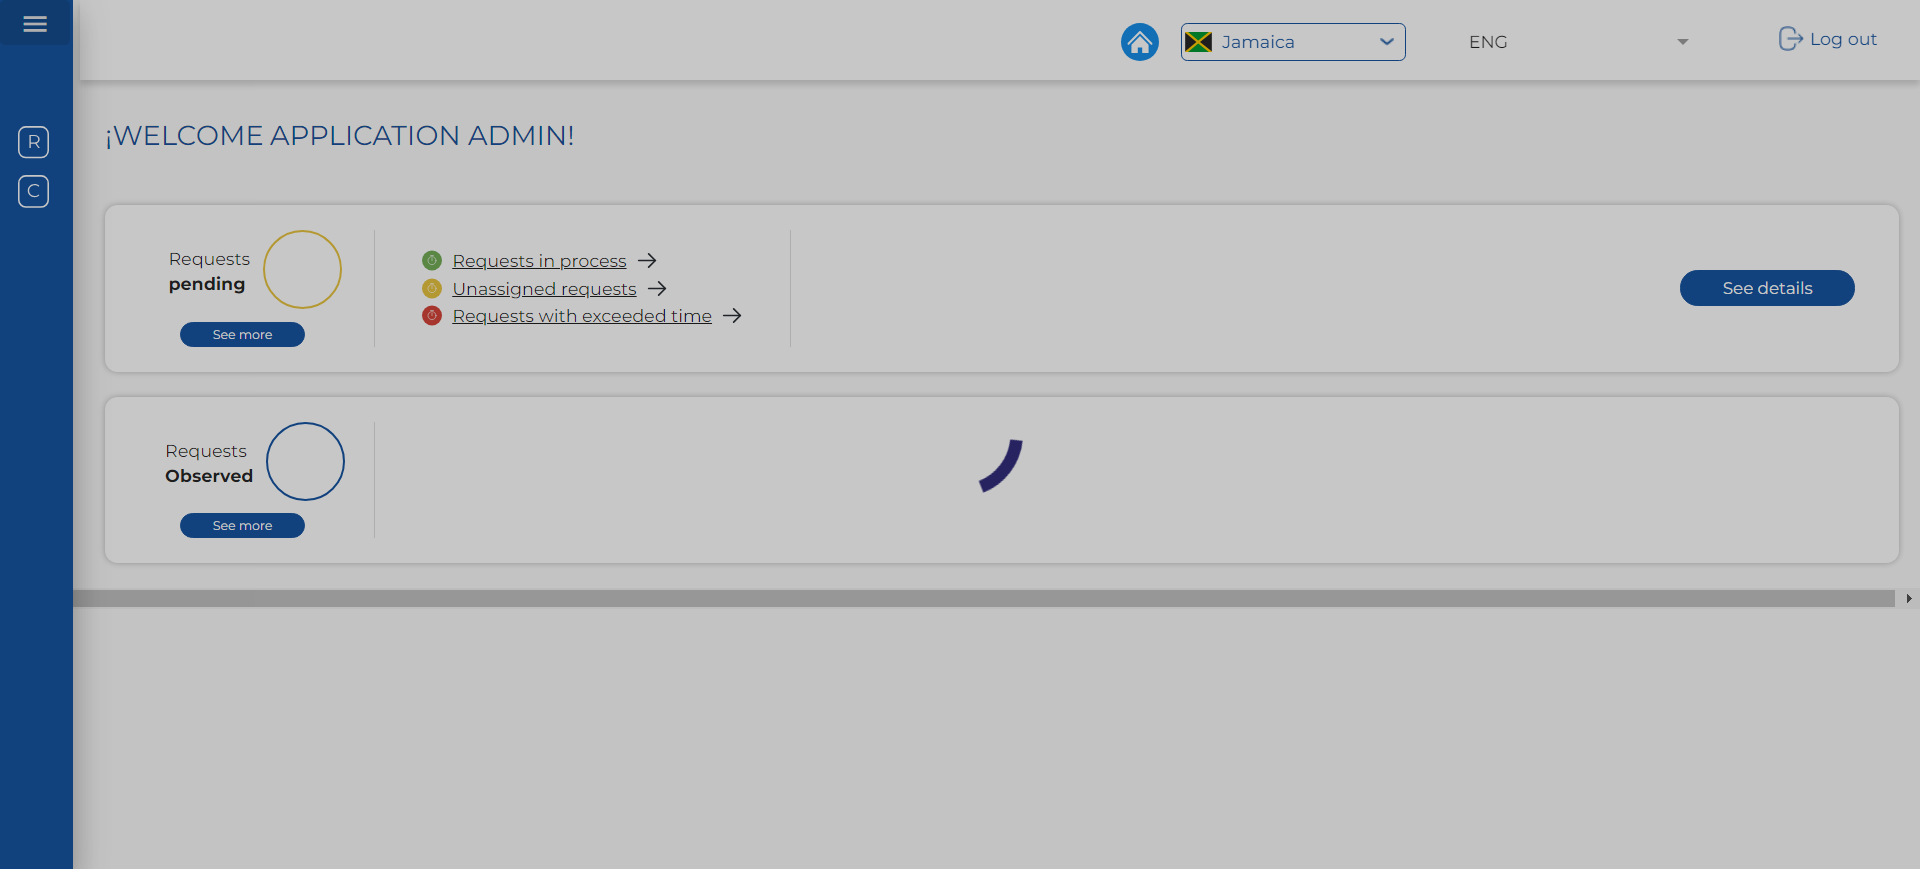 Jamaica
ENG
Log out
R
C
¡WELCOME APPLICATION ADMIN!
Requests
pending
See more
Requests in process
Unassigned requests
Requests with exceeded time
See details
Requests
Observed
See more